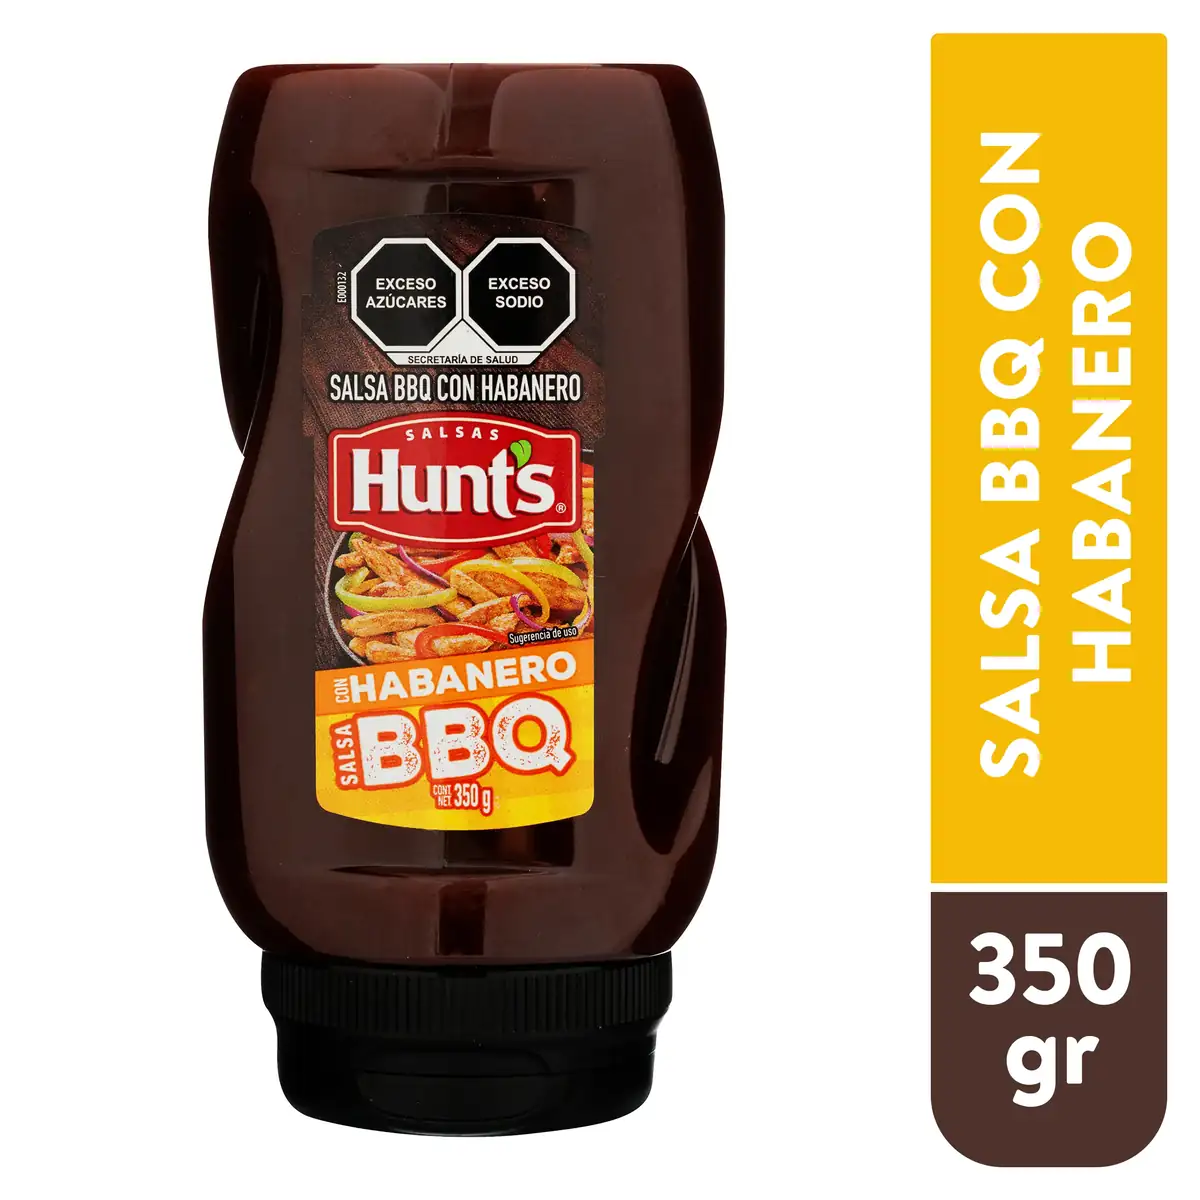 E000132
EXCESO
AZÚCARES
EXCESO
SODIO
SECRETARÍA DE SALUD
SALSA BBQ CON HABANERO
SALSAS
Hunt's®
Sugerencia de uso
CON HABANERO
SALSA BBQ
CONT. NET. 350 g
SALSA BBQ CON
HABANERO
350
gr